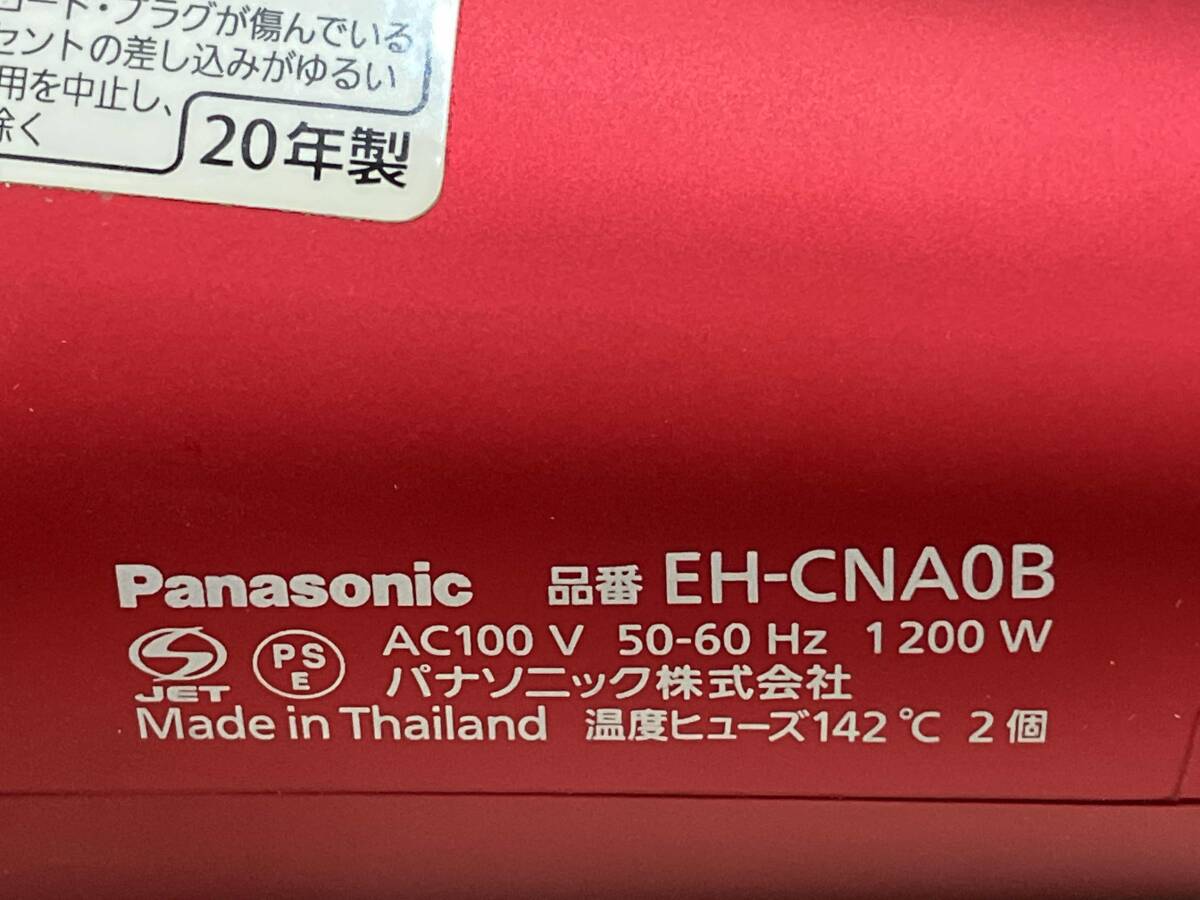 コード・プラグが傷んでいる
セントの差し込みがゆるい
用を中止し、
除く
20年製
Panasonic 品番 EH-CNA0B
JET PSE AC100 V 50-60 Hz 1200 W
パナソニック株式会社
Made in Thailand 温度ヒューズ142℃ 2個